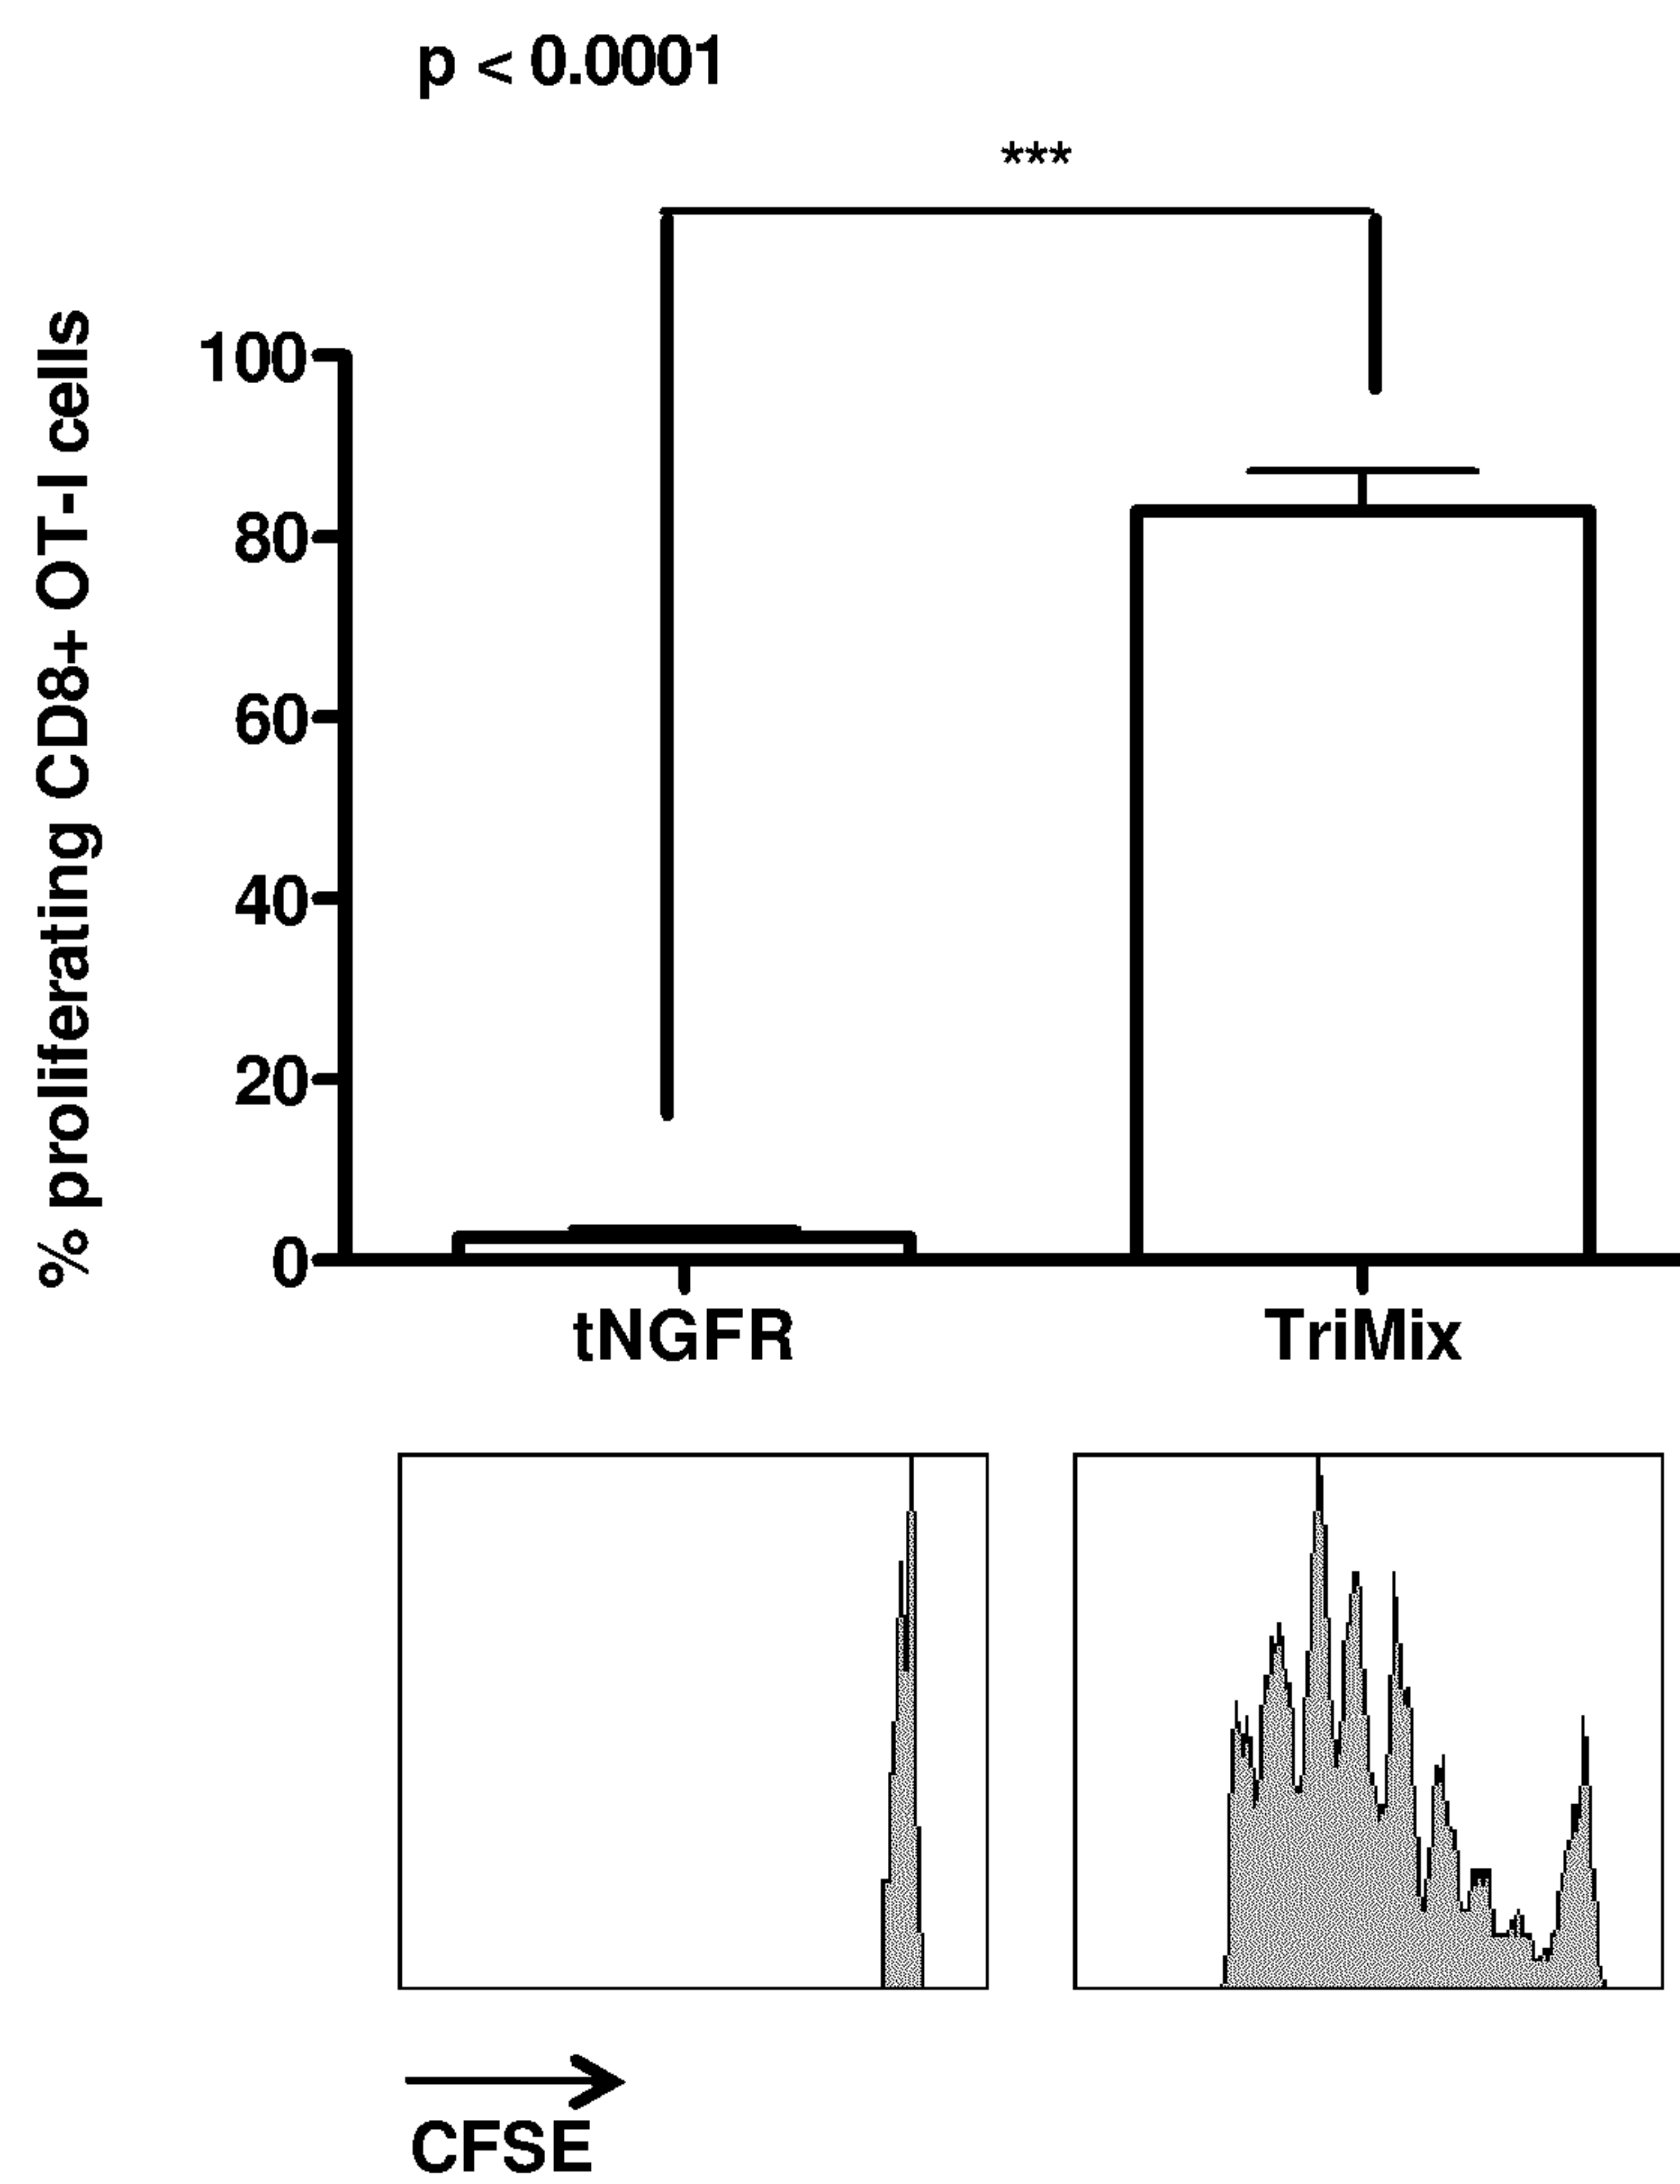 p < 0.0001
***
% proliferating CD8+ OT-I cells
100
80
60
40
20
0
tNGFR TriMix
CFSE